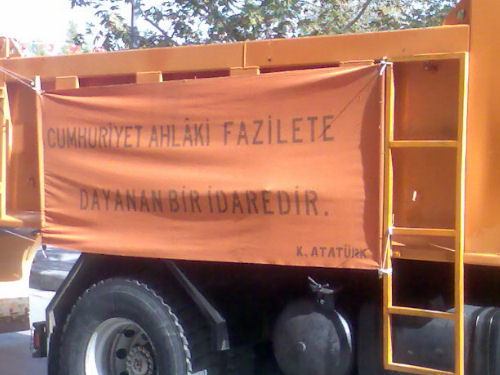 CUMHURİYET AHLÂKİ FAZİLETE
DAYANAN BİR İDAREDİR.
K. ATATÜRK